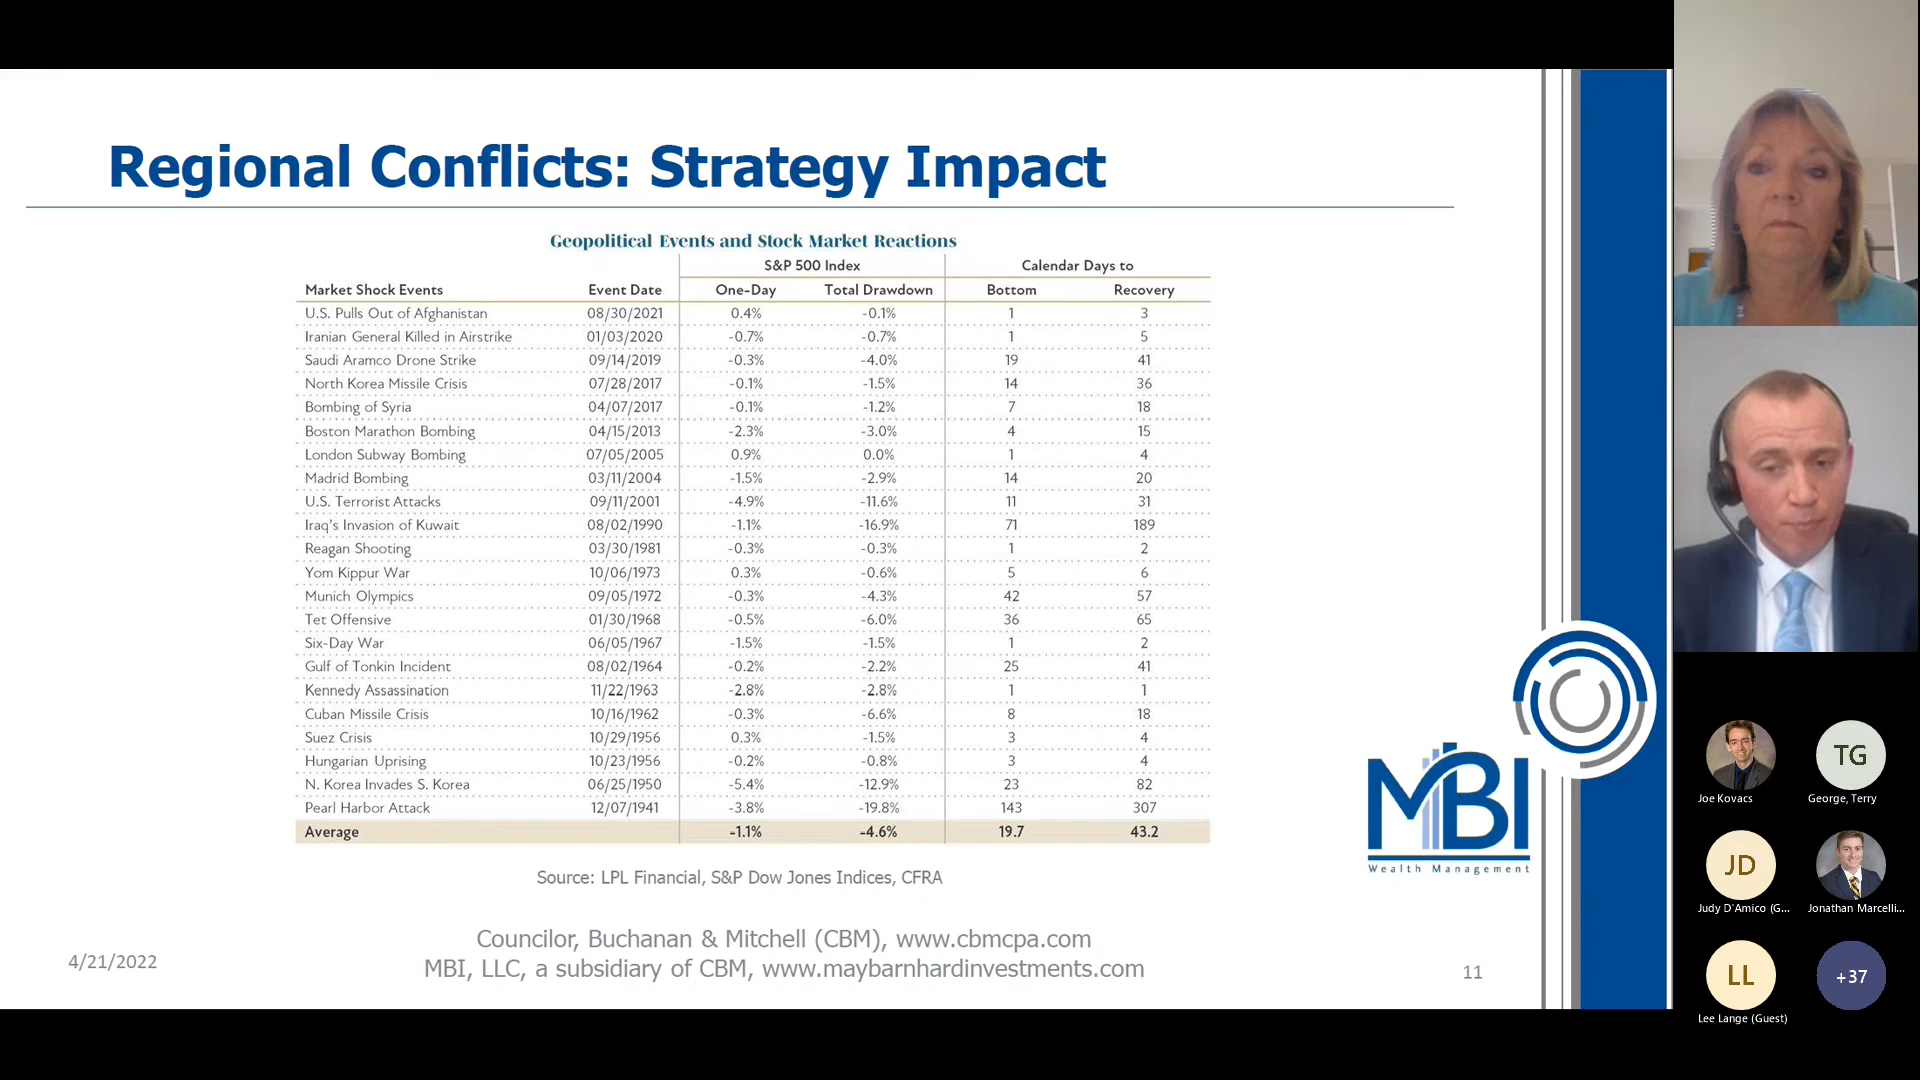 Regional Conflicts: Strategy Impact
Geopolitical Events and Stock Market Reactions
S&P 500 Index Calendar Days to
Market Shock Events Event Date One-Day Total Drawdown Bottom Recovery
U.S. Pulls Out of Afghanistan 08/30/2021 0.4% -0.1% 1 3
Iranian General Killed in Airstrike 01/03/2020 -0.7% -0.7% 1 5
Saudi Aramco Drone Strike 09/14/2019 -0.3% -4.0% 19 41
North Korea Missile Crisis 07/28/2017 -0.1% -1.5% 14 36
Bombing of Syria 04/07/2017 -0.1% -1.2% 7 18
Boston Marathon Bombing 04/15/2013 -2.3% -3.0% 4 15
London Subway Bombing 07/05/2005 0.9% 0.0% 1 4
Madrid Bombing 03/11/2004 -1.5% -2.9% 14 20
U.S. Terrorist Attacks 09/11/2001 -4.9% -11.6% 11 31
Iraq's Invasion of Kuwait 08/02/1990 -1.1% -16.9% 71 189
Reagan Shooting 03/30/1981 -0.3% -0.3% 1 2
Yom Kippur War 10/06/1973 0.3% -0.6% 5 6
Munich Olympics 09/05/1972 -0.3% -4.3% 42 57
Tet Offensive 01/30/1968 -0.5% -6.0% 36 65
Six-Day War 06/05/1967 -1.5% -1.5% 1 2
Gulf of Tonkin Incident 08/02/1964 -0.2% -2.2% 25 41
Kennedy Assassination 11/22/1963 -2.8% -2.8% 1 1
Cuban Missile Crisis 10/16/1962 -0.3% -6.6% 8 18
Suez Crisis 10/29/1956 0.3% -1.5% 3 4
Hungarian Uprising 10/23/1956 -0.2% -0.8% 3 4
N. Korea Invades S. Korea 06/25/1950 -5.4% -12.9% 23 82
Pearl Harbor Attack 12/07/1941 -3.8% -19.8% 143 307
Average -1.1% -4.6% 19.7 43.2
Source: LPL Financial, S&P Dow Jones Indices, CFRA
MBI
Wealth Management
Councilor, Buchanan & Mitchell (CBM), www.cbmcpa.com
MBI, LLC, a subsidiary of CBM, www.maybarnhardinvestments.com
4/21/2022
11
TG
Joe Kovacs George, Terry
JD
Judy D'Amico (G... Jonathan Marcelli...
LL +37
Lee Lange (Guest)